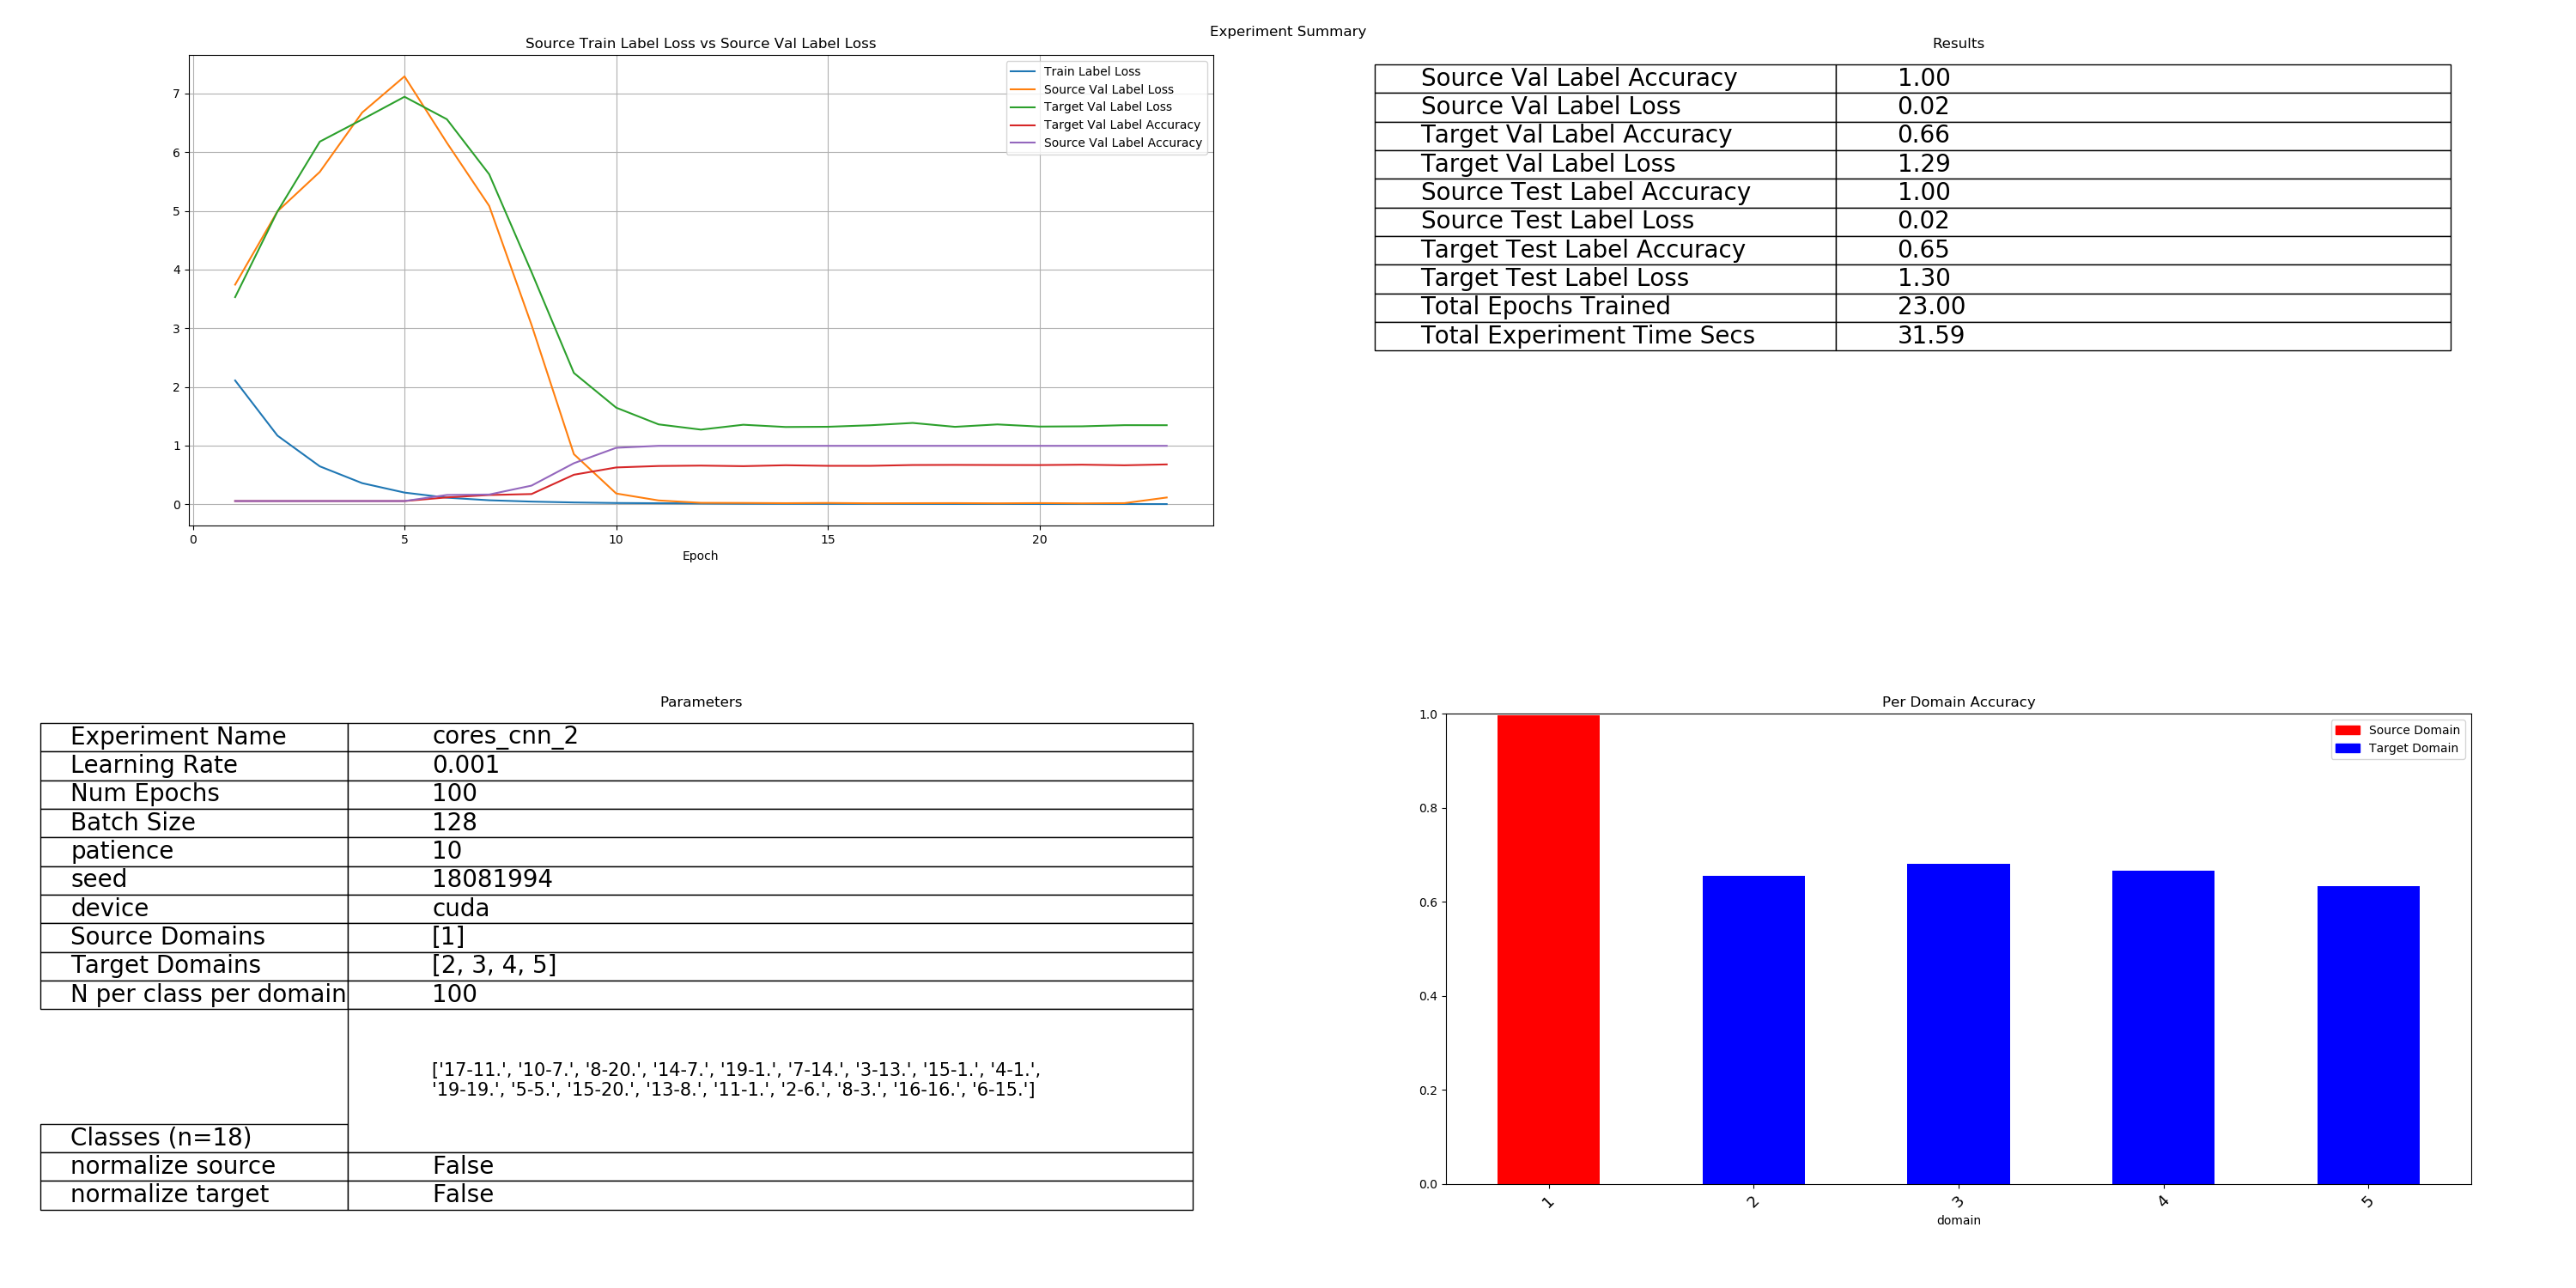 Experiment Summary
Source Train Label Loss vs Source Val Label Loss
Train Label Loss
Source Val Label Loss
Target Val Label Loss
Target Val Label Accuracy
Source Val Label Accuracy
7
6
5
4
3
2
1
0
0 5 10 15 20
Epoch
Results
Source Val Label Accuracy 1.00
Source Val Label Loss 0.02
Target Val Label Accuracy 0.66
Target Val Label Loss 1.29
Source Test Label Accuracy 1.00
Source Test Label Loss 0.02
Target Test Label Accuracy 0.65
Target Test Label Loss 1.30
Total Epochs Trained 23.00
Total Experiment Time Secs 31.59
Parameters
Experiment Name cores_cnn_2
Learning Rate 0.001
Num Epochs 100
Batch Size 128
patience 10
seed 18081994
device cuda
Source Domains [1]
Target Domains [2, 3, 4, 5]
N per class per domain 100
['17-11.', '10-7.', '8-20.', '14-7.', '19-1.', '7-14.', '3-13.', '15-1.', '4-1.',
'19-19.', '5-5.', '15-20.', '13-8.', '11-1.', '2-6.', '8-3.', '16-16.', '6-15.']
Classes (n=18)
normalize source False
normalize target False
Per Domain Accuracy
Source Domain
Target Domain
1.0
0.8
0.6
0.4
0.2
0.0
1 2 3 4 5
domain